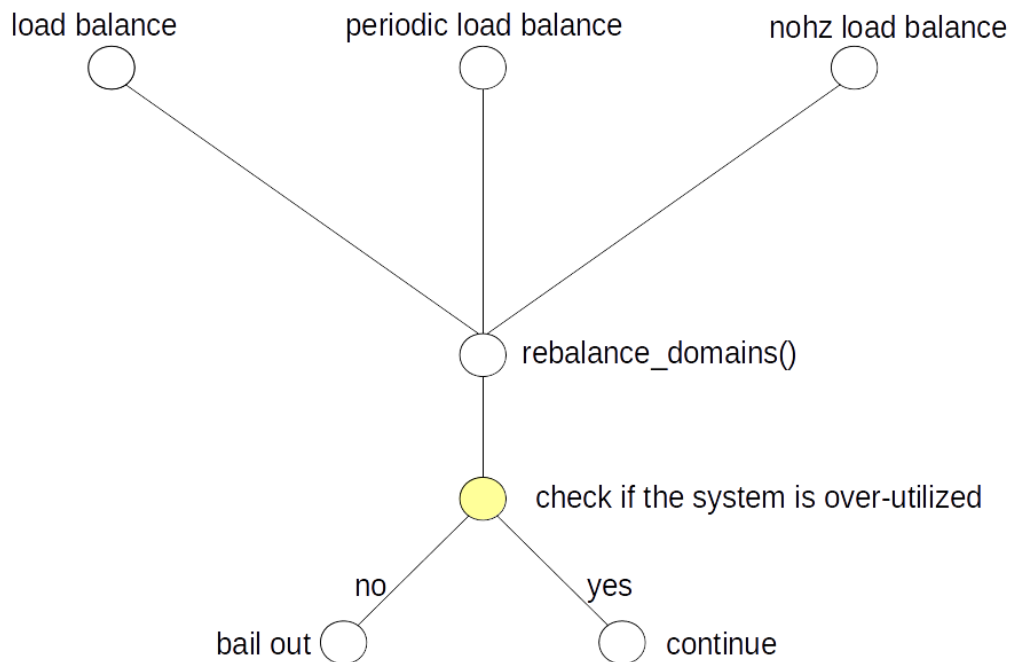 load balance
periodic load balance
nohz load balance
rebalance_domains()
check if the system is over-utilized
no
yes
bail out
continue